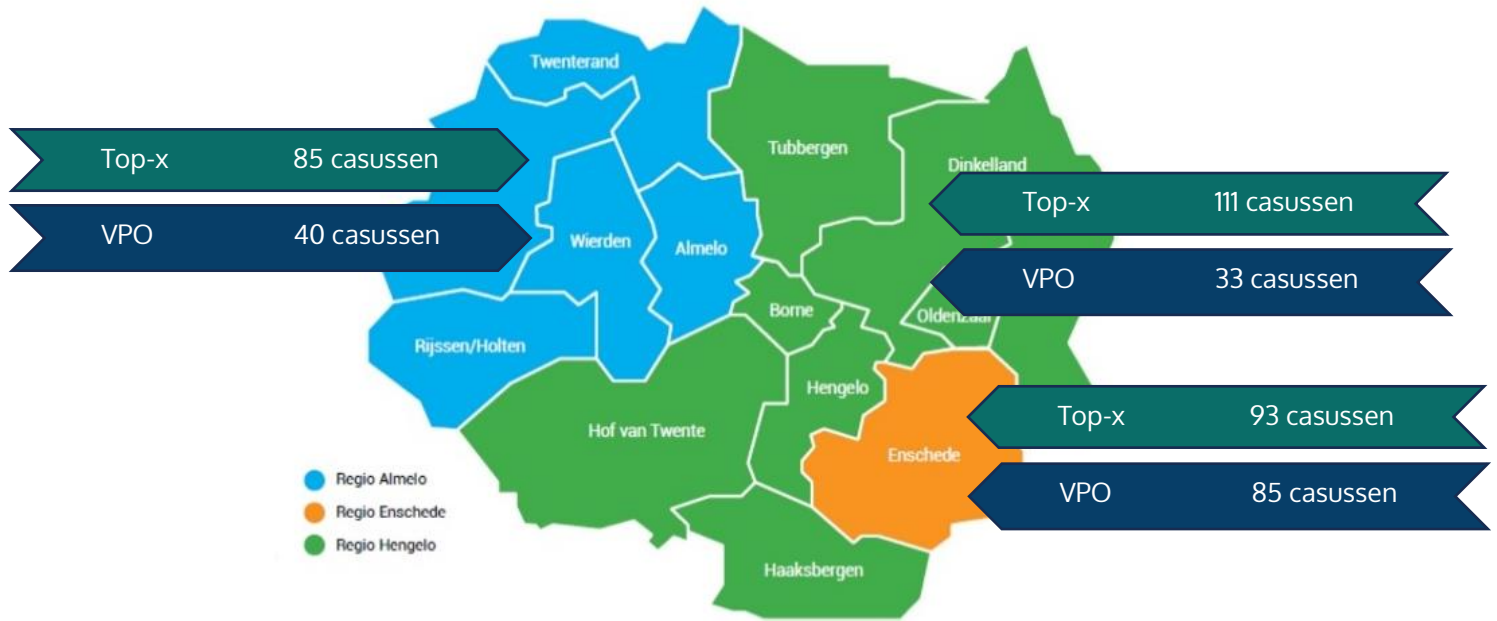 Twenterand
Tubbergen
Dinkelland
Top-x 85 casussen
VPO 40 casussen
Top-x 111 casussen
VPO 33 casussen
Wierden
Almelo
Borne
Oldenzaal
Rijssen/Holten
Hengelo
Hof van Twente
Enschede
Top-x 93 casussen
VPO 85 casussen
Regio Almelo
Regio Enschede
Regio Hengelo
Haaksbergen